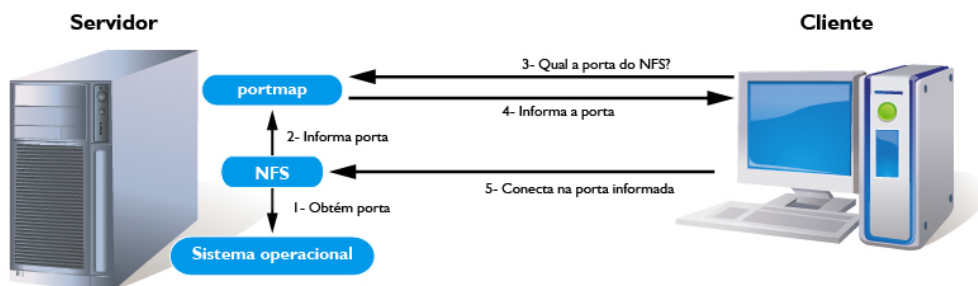 Servidor
Cliente
3- Qual a porta do NFS?
portmap
4- Informa a porta
2- Informa porta
NFS
5- Conecta na porta informada
1- Obtém porta
Sistema operacional